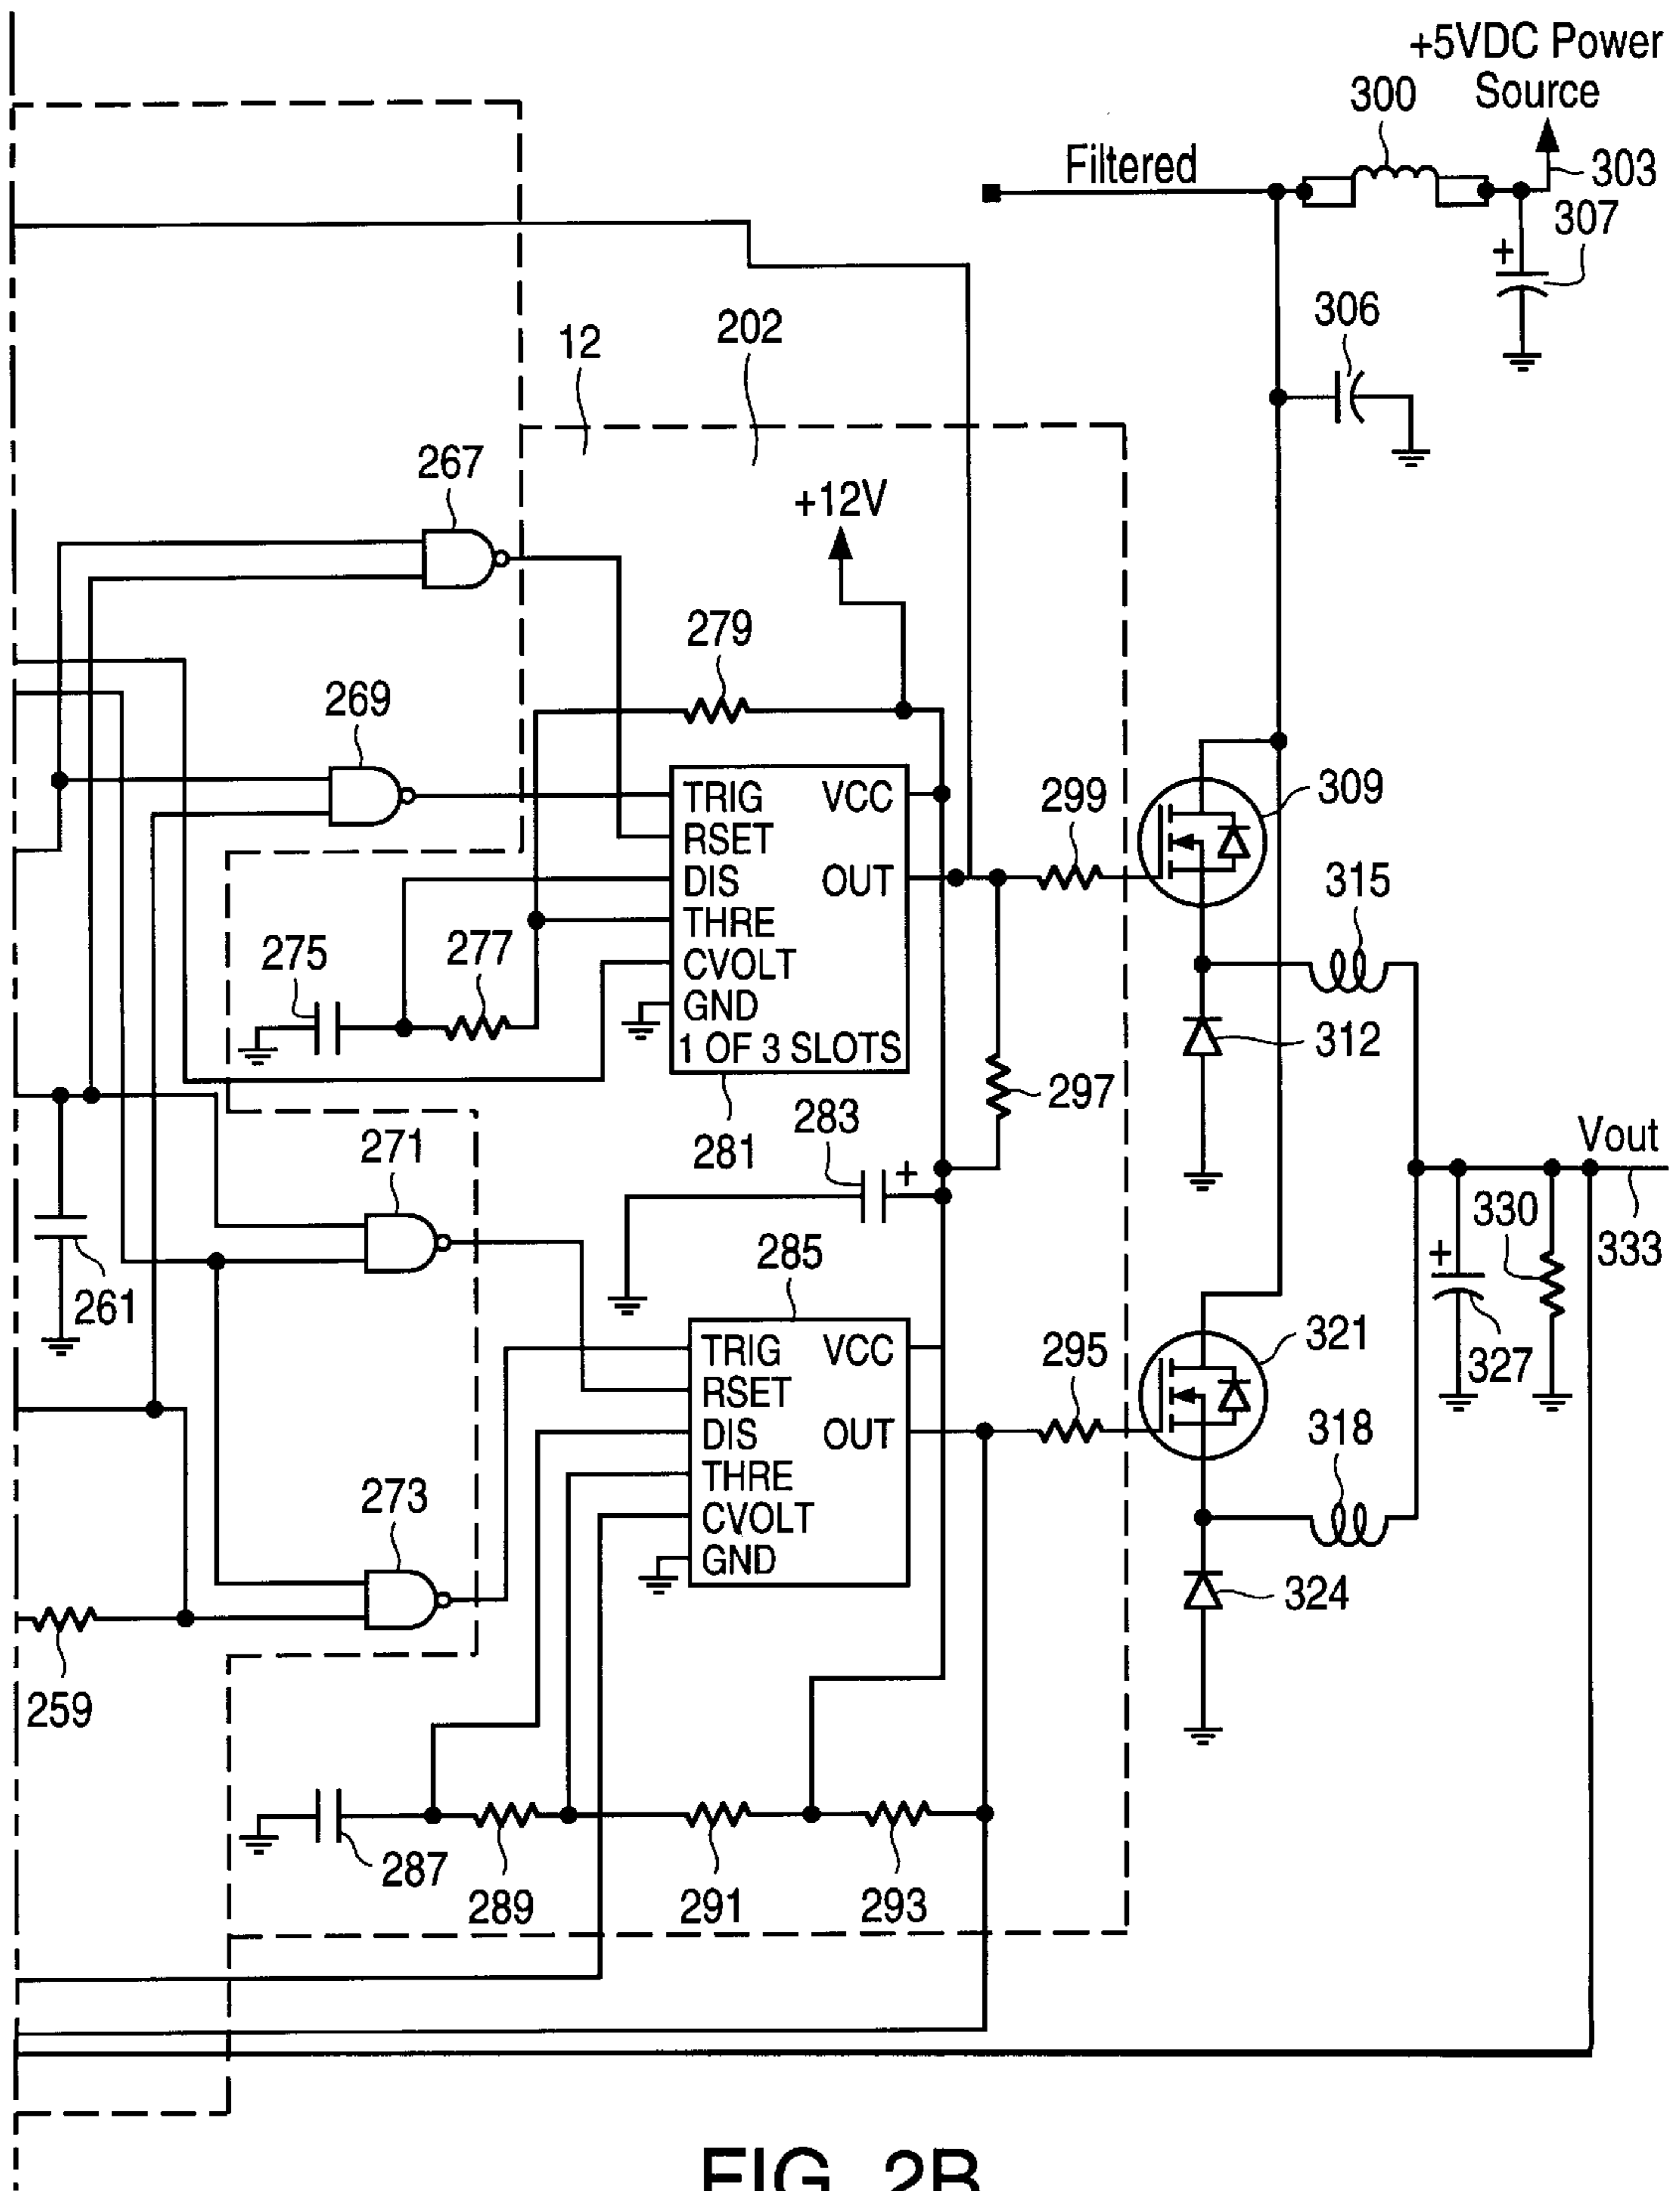 +5VDC Power
Source
300
Filtered
303
307
+
306
12
202
267
+12V
279
269
TRIG VCC
RSET
DIS OUT
THRE
CVOLT
GND
1 OF 3 SLOTS
299
309
315
275
277
312
297
281
283
+
271
Vout
261
285
330
333
+
327
TRIG VCC
RSET
DIS OUT
THRE
CVOLT
GND
295
321
318
273
324
259
287
289
291
293
FIG. 2B